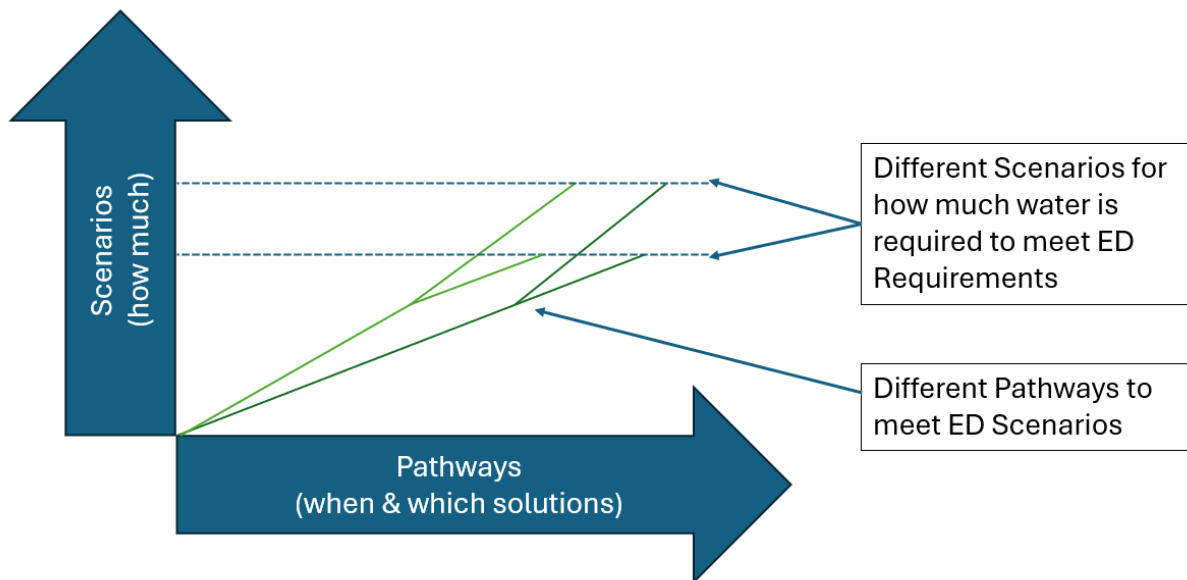 Scenarios
(how much)
Different Scenarios for
how much water is
required to meet ED
Requirements
Different Pathways to
meet ED Scenarios
Pathways
(when & which solutions)